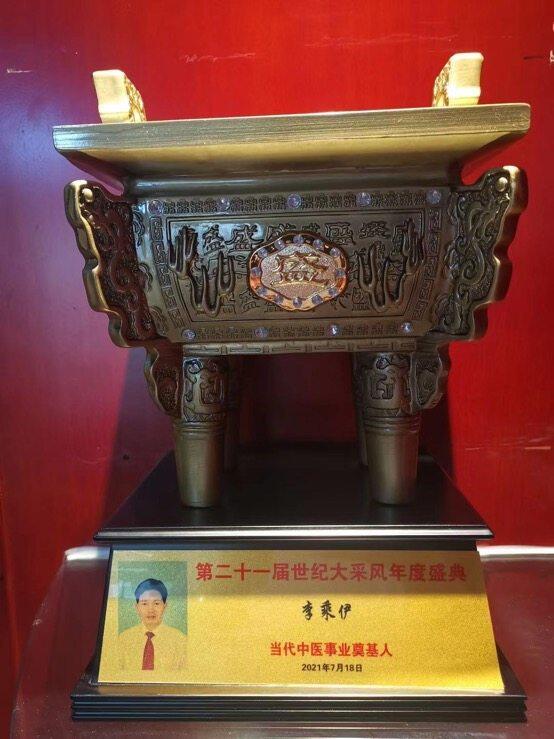 盛
第二十一届世纪大采风年度盛典
李乘伊
当代中医事业奠基人
2021年7月18日